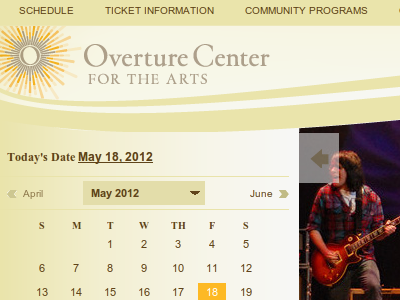 SCHEDULE TICKET INFORMATION COMMUNITY PROGRAMS
Overture Center
FOR THE ARTS
Today's Date May 18, 2012
April May 2012 June
S M T W TH F S
1 2 3 4 5
6 7 8 9 10 11 12
13 14 15 16 17 18 19